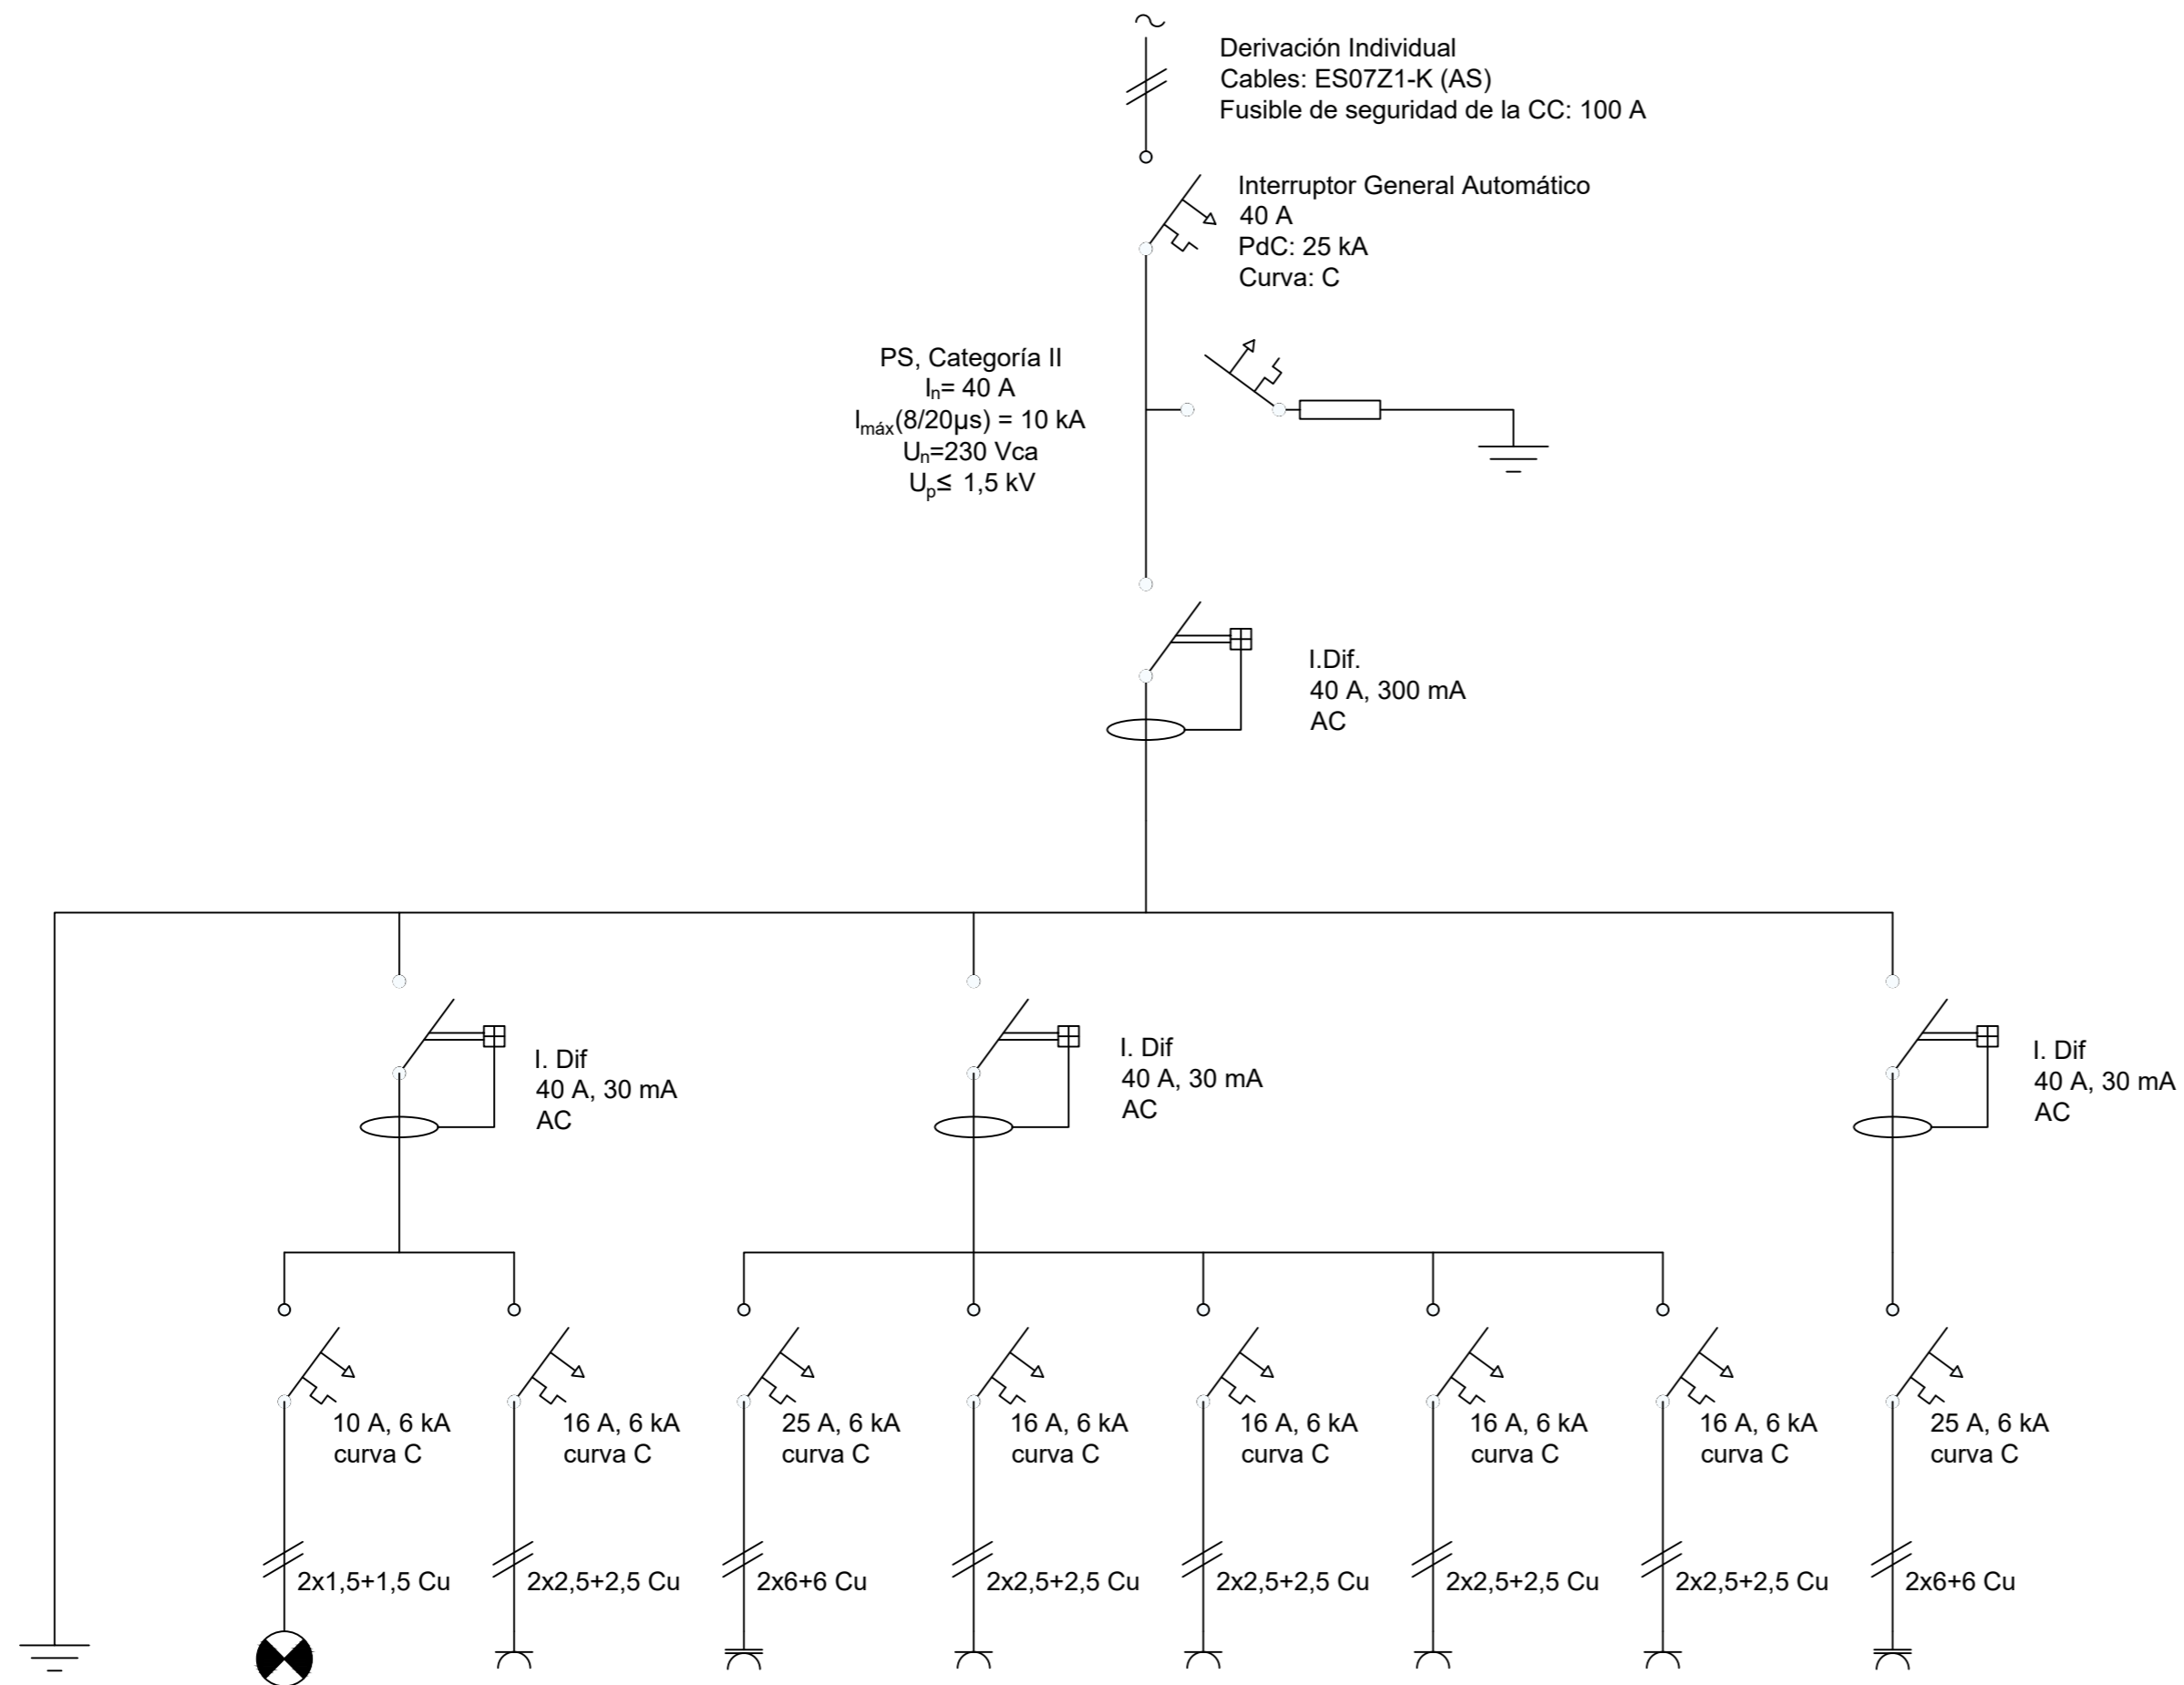 Derivación Individual
Cables: ES07Z1-K (AS)
Fusible de seguridad de la CC: 100 A
Interruptor General Automático
40 A
PdC: 25 kA
Curva: C
PS, Categoría II
In= 40 A
Imáx(8/20µs) = 10 kA
Un=230 Vca
Up≤ 1,5 kV
I.Dif.
40 A, 300 mA
AC
I. Dif
40 A, 30 mA
AC
I. Dif
40 A, 30 mA
AC
I. Dif
40 A, 30 mA
AC
10 A, 6 kA
curva C
16 A, 6 kA
curva C
25 A, 6 kA
curva C
16 A, 6 kA
curva C
16 A, 6 kA
curva C
16 A, 6 kA
curva C
16 A, 6 kA
curva C
25 A, 6 kA
curva C
2x1,5+1,5 Cu
2x2,5+2,5 Cu
2x6+6 Cu
2x2,5+2,5 Cu
2x2,5+2,5 Cu
2x2,5+2,5 Cu
2x2,5+2,5 Cu
2x6+6 Cu